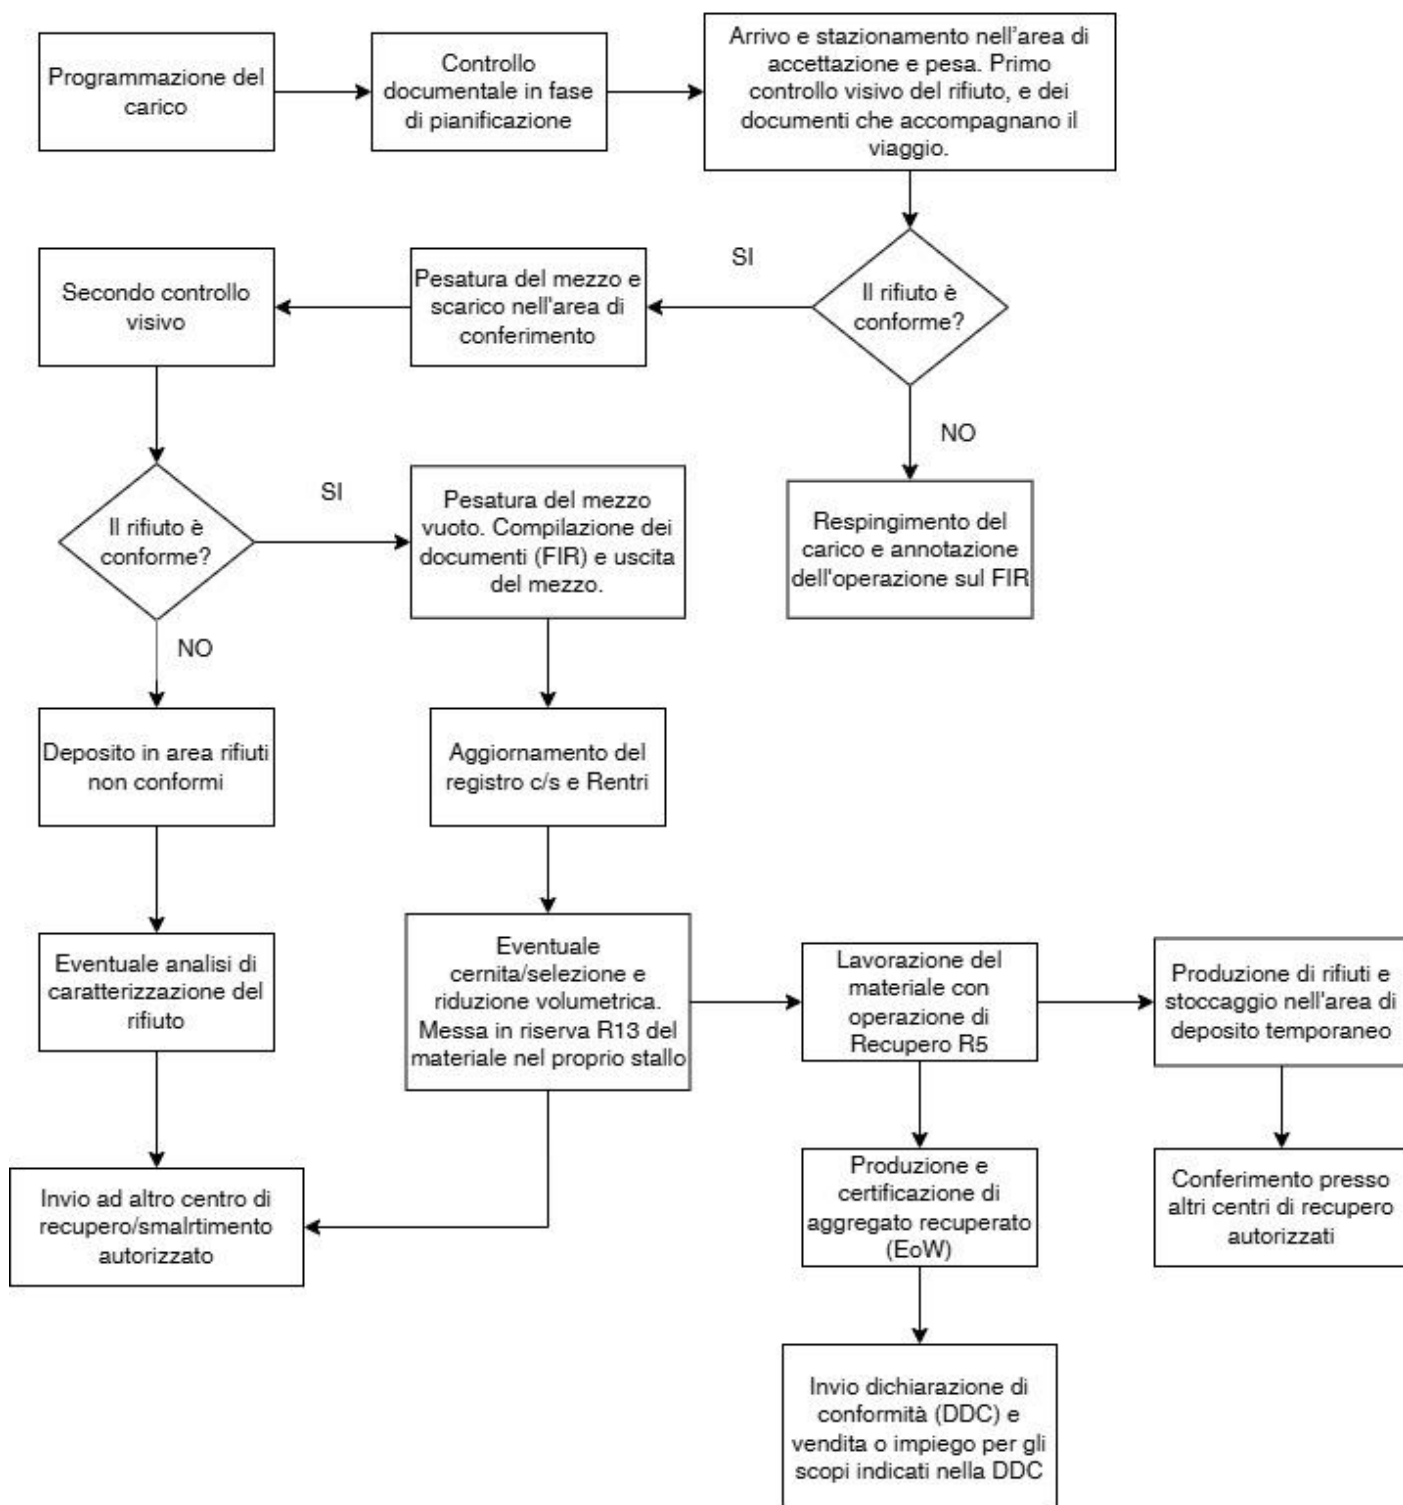 Programmazione del
carico
Controllo
documentale in fase
di pianificazione
Arrivo e stazionamento nell'area di
accettazione e pesa. Primo
controllo visivo del rifiuto, e dei
documenti che accompagnano il
viaggio.
Il rifiuto è
conforme?
SI
NO
Pesatura del mezzo e
scarico nell'area di
conferimento
Secondo controllo
visivo
Respingimento del
carico e annotazione
dell'operazione sul FIR
Il rifiuto è
conforme?
SI
NO
Pesatura del mezzo
vuoto. Compilazione dei
documenti (FIR) e uscita
del mezzo.
Deposito in area rifiuti
non conformi
Aggiornamento del
registro c/s e Rentri
Eventuale analisi di
caratterizzazione del
rifiuto
Eventuale
cernita/selezione e
riduzione volumetrica.
Messa in riserva R13 del
materiale nel proprio stallo
Lavorazione del
materiale con
operazione di
Recupero R5
Produzione di rifiuti e
stoccaggio nell'area di
deposito temporaneo
Invio ad altro centro di
recupero/smalrtimento
autorizzato
Produzione e
certificazione di
aggregato recuperato
(EoW)
Conferimento presso
altri centri di recupero
autorizzati
Invio dichiarazione di
conformità (DDC) e
vendita o impiego per gli
scopi indicati nella DDC